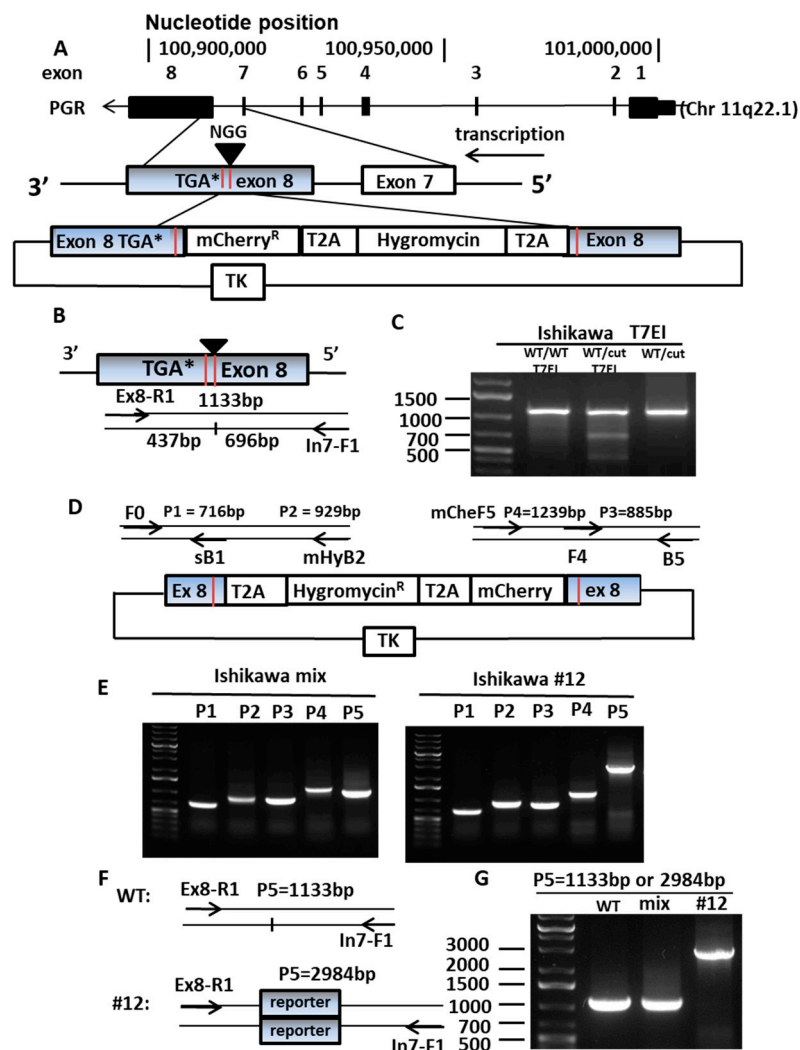 Nucleotide position
A
100,900,000 100,950,000 101,000,000
exon 8 7 6 5 4 3 2 1
PGR (Chr 11q22.1)
NGG
transcription
3’ TGA* exon 8 Exon 7 5’
Exon 8 TGA* mCherryR T2A Hygromycin T2A Exon 8
TK
B
3’ 5’
TGA* Exon 8
Ex8-R1 1133bp
437bp 696bp In7-F1
C
Ishikawa T7EI
WT/WT WT/cut WT/cut
T7EI T7EI
1500
1000
700
500
D
F0 P1 = 716bp P2 = 929bp mCheF5 P4=1239bp P3=885bp
sB1 mHyB2 F4 B5
Ex 8 T2A HygromycinR T2A mCherry ex 8
TK
E
Ishikawa mix
P1 P2 P3 P4 P5
Ishikawa #12
P1 P2 P3 P4 P5
F
WT:
Ex8-R1 P5=1133bp
In7-F1
P5=2984bp
#12:
Ex8-R1
reporter
reporter
In7-F1
G
P5=1133bp or 2984bp
WT mix #12
3000
2000
1500
1000
700
500